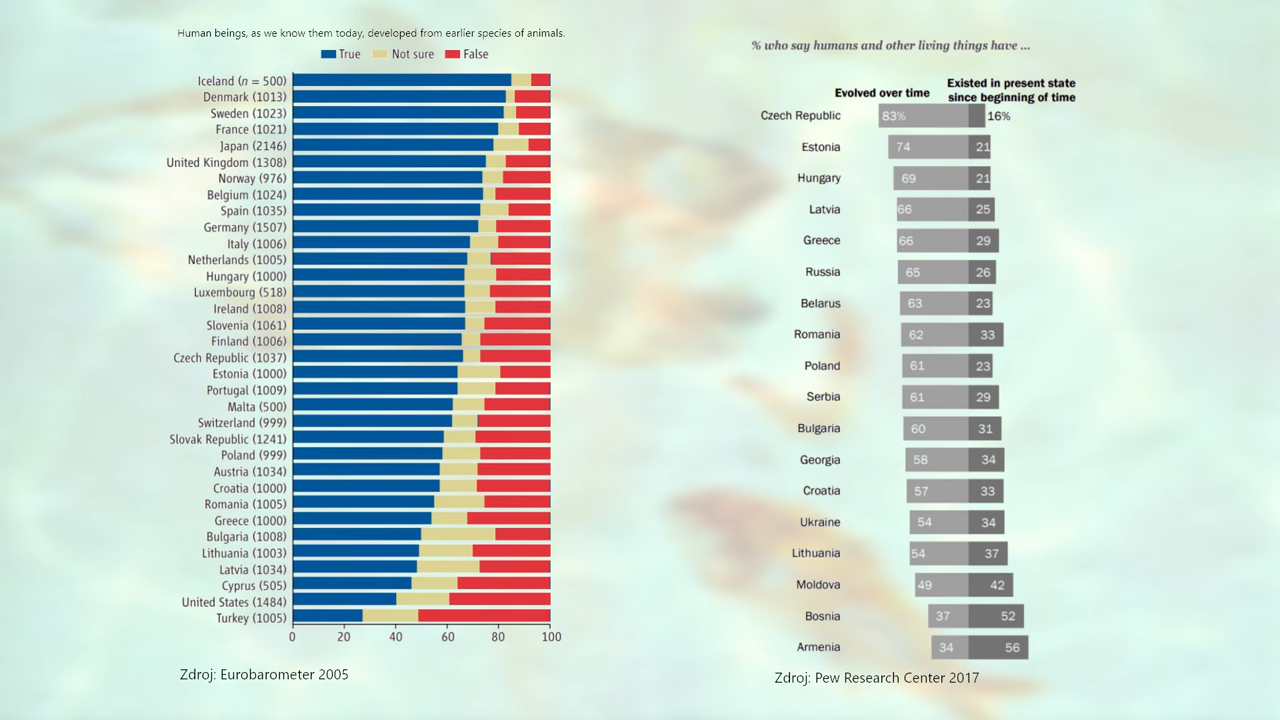 Human beings, as we know them today, developed from earlier species of animals.
True Not sure False
Iceland (n = 500)
Denmark (1013)
Sweden (1023)
France (1021)
Japan (2146)
United Kingdom (1308)
Norway (976)
Belgium (1024)
Spain (1035)
Germany (1507)
Italy (1006)
Netherlands (1005)
Hungary (1000)
Luxembourg (518)
Ireland (1008)
Slovenia (1061)
Finland (1006)
Czech Republic (1037)
Estonia (1000)
Portugal (1009)
Malta (500)
Switzerland (999)
Slovak Republic (1241)
Poland (999)
Austria (1034)
Croatia (1000)
Romania (1005)
Greece (1000)
Bulgaria (1008)
Lithuania (1003)
Latvia (1034)
Cyprus (505)
United States (1484)
Turkey (1005)
0 20 40 60 80 100
Zdroj: Eurobarometer 2005
% who say humans and other living things have ...
Evolved over time
Existed in present state
since beginning of time
Czech Republic 83% 16%
Estonia 74 21
Hungary 69 21
Latvia 66 25
Greece 66 29
Russia 65 26
Belarus 63 23
Romania 62 33
Poland 61 23
Serbia 61 29
Bulgaria 60 31
Georgia 58 34
Croatia 57 33
Ukraine 54 34
Lithuania 54 37
Moldova 49 42
Bosnia 37 52
Armenia 34 56
Zdroj: Pew Research Center 2017